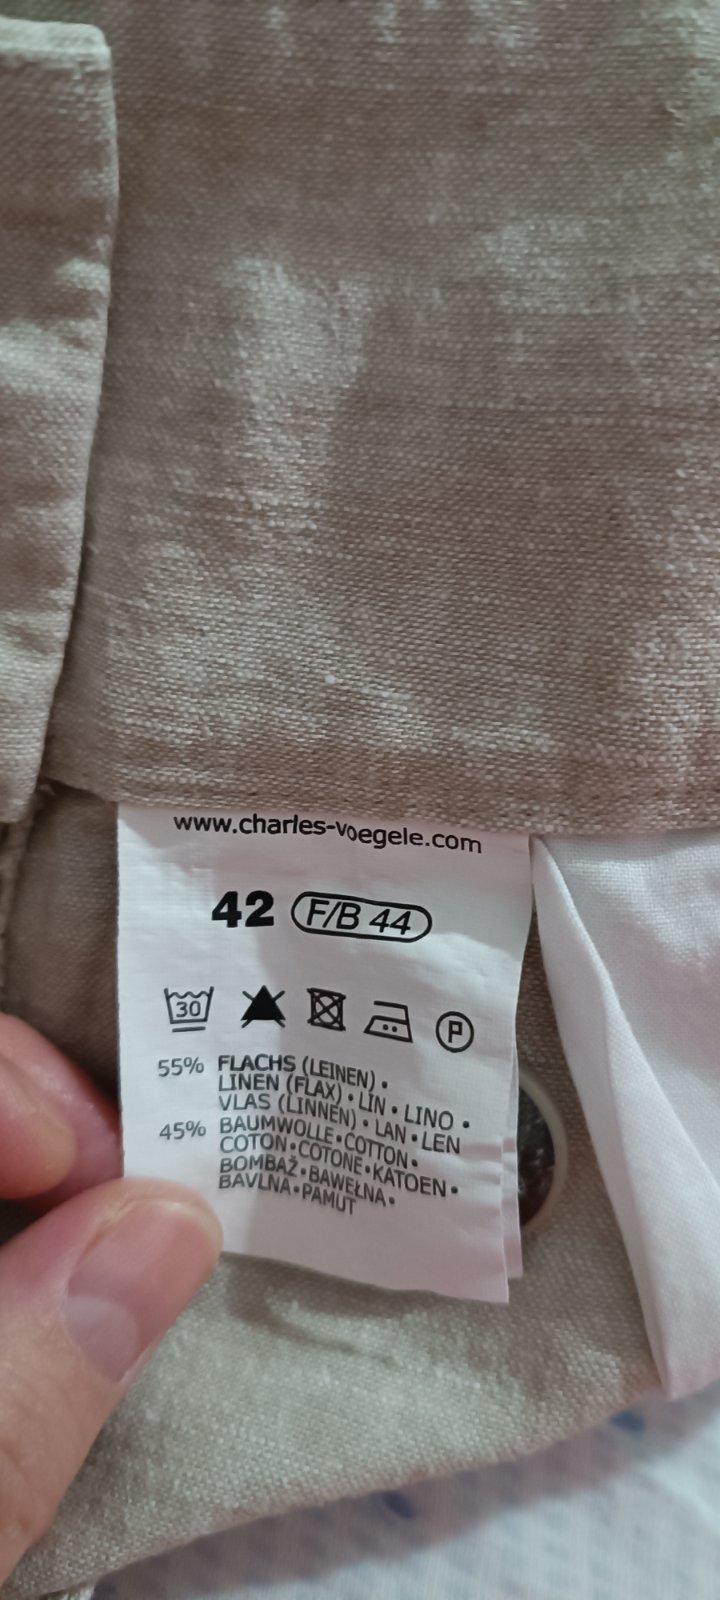 www.charles-voegele.com
42 F/B 44
30 P
55% FLACHS (LEINEN) •
LINEN (FLAX) • LIN • LINO •
VLAS (LINNEN) • LAN • LEN
45% BAUMWOLLE • COTTON •
COTON • COTONE • KATOEN •
BOMBAŽ • BAWEŁNA •
BAVLNA • PAMUT